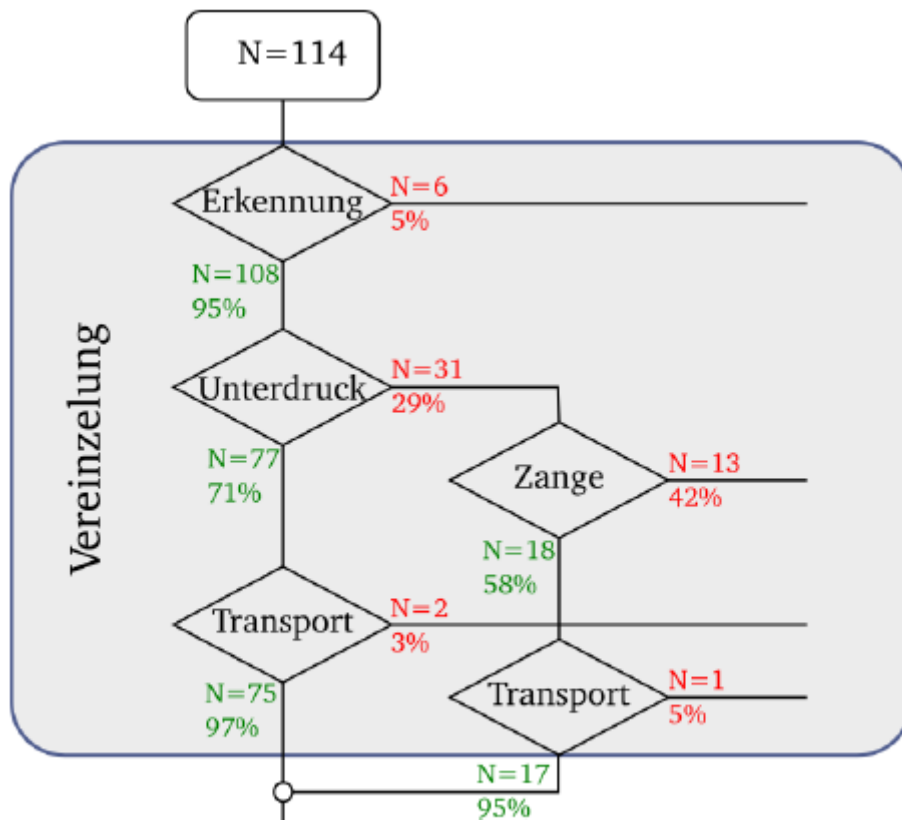 N=114
Erkennung
N=6
5%
N=108
95%
Vereinzelung
Unterdruck
N=31
29%
N=77
71%
Zange
N=13
42%
N=18
58%
Transport
N=2
3%
N=75
97%
Transport
N=1
5%
N=17
95%